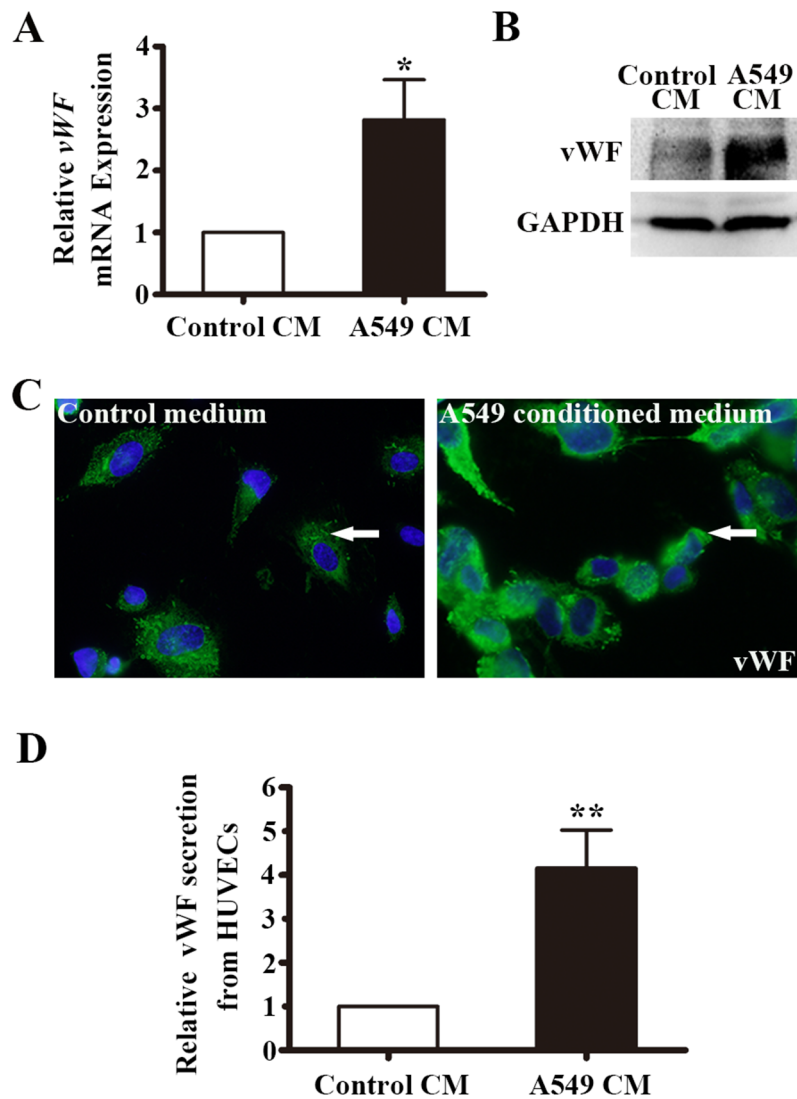 A
Relative vWF
mRNA Expression
4
3
2
1
0
*
Control CM
A549 CM
B
Control
CM
A549
CM
vWF
GAPDH
C
Control medium
A549 conditioned medium
vWF
D
Relative vWF secretion
from HUVECs
6
5
4
3
2
1
0
**
Control CM
A549 CM